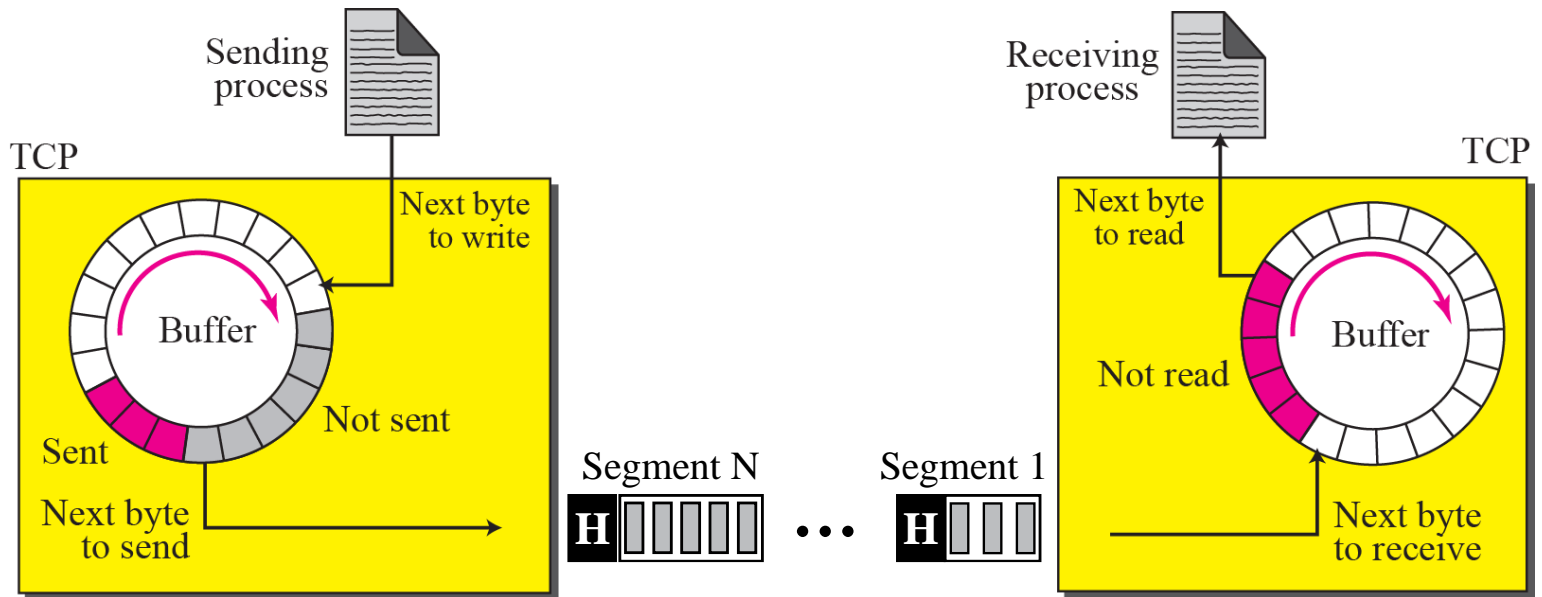 Sending
process
Receiving
process
TCP
TCP
Next byte
to write
Next byte
to read
Buffer
Buffer
Not read
Not sent
Sent
Segment N
Segment 1
Next byte
to send
H
...
H
Next byte
to receive